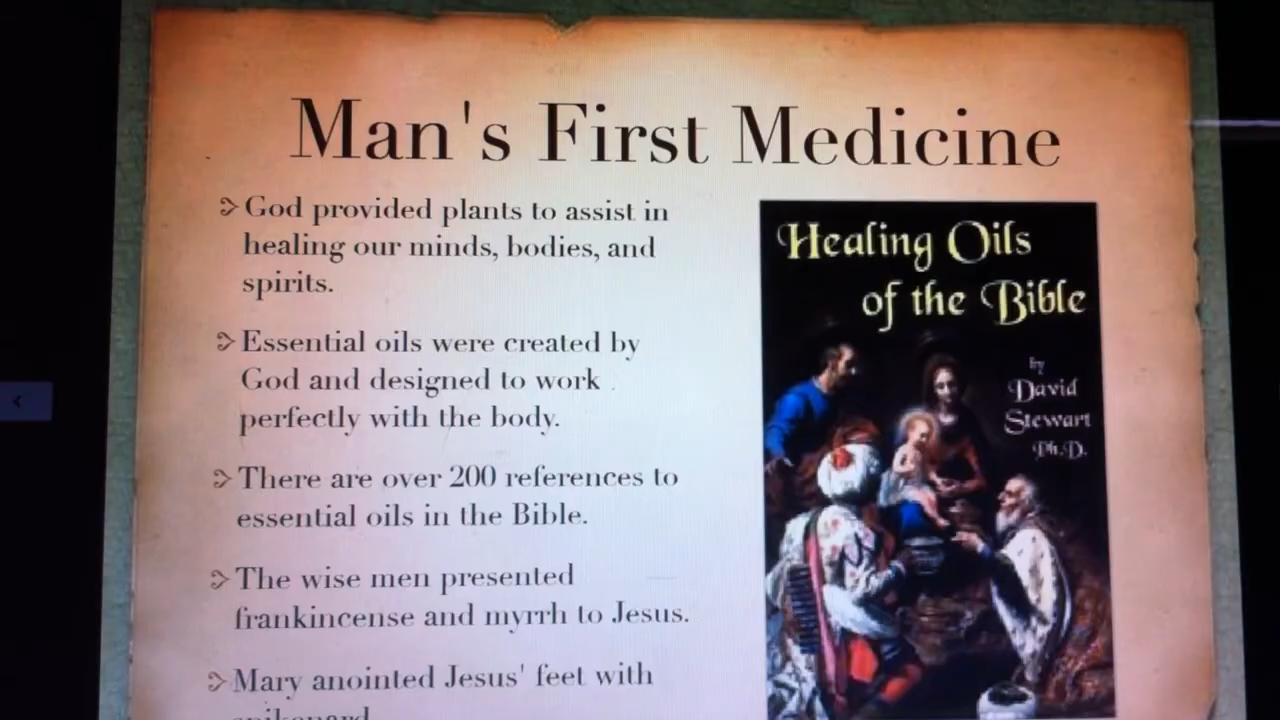 Man's First Medicine
God provided plants to assist in
healing our minds, bodies, and
spirits.
Essential oils were created by
God and designed to work
perfectly with the body.
There are over 200 references to
essential oils in the Bible.
The wise men presented
frankincense and myrrh to Jesus.
Mary anointed Jesus' feet with
spikenard
Healing Oils
of the Bible
by
David
Stewart
Ph.D.